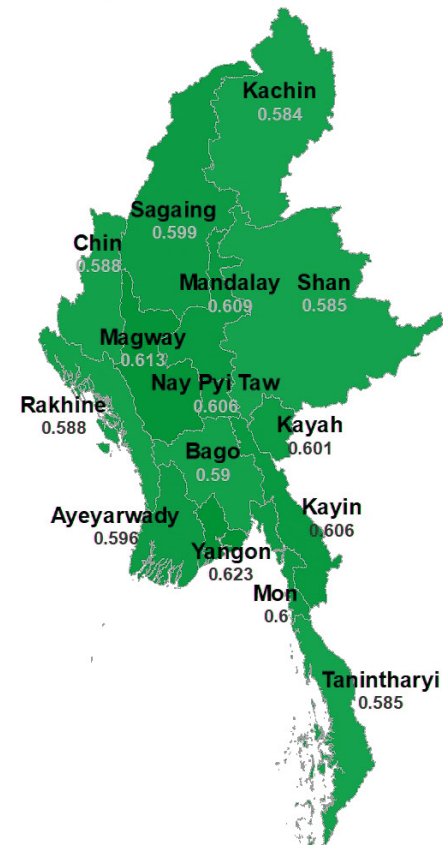 Kachin
0.584
Sagaing
0.599
Chin
0.588
Mandalay
0.609
Shan
0.585
Magway
0.613
Nay Pyi Taw
0.606
Rakhine
0.588
Kayah
0.601
Bago
0.59
Ayeyarwady
0.596
Kayin
0.606
Yangon
0.623
Mon
0.6
Tanintharyi
0.585